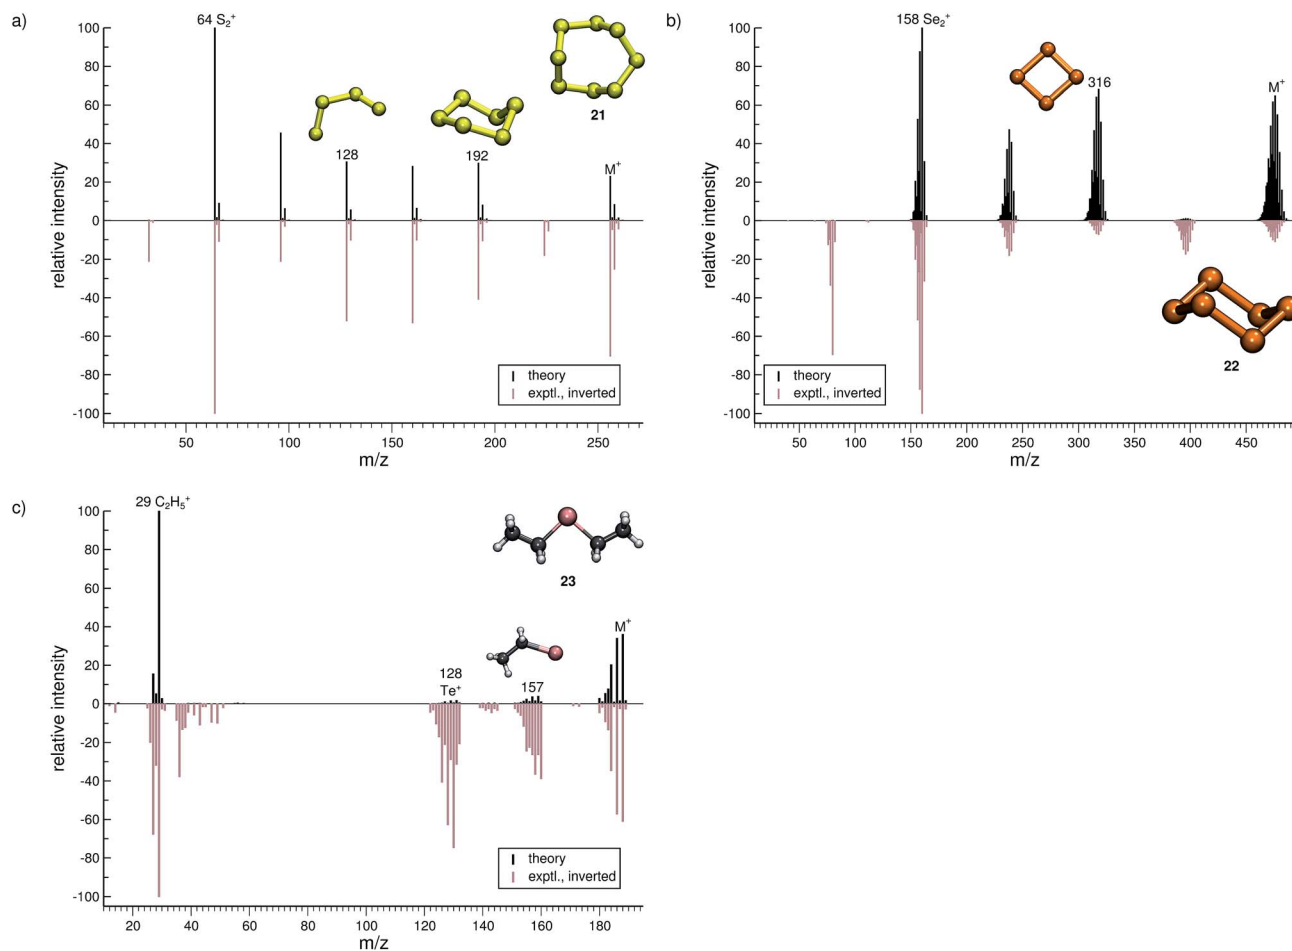 a)
64 S₂⁺
21
128
192
M⁺
100
80
60
40
20
0
-20
-40
-60
-80
-100
relative intensity
50
100
150
200
250
m/z
theory
exptl., inverted
b)
158 Se₂⁺
316
M⁺
22
100
80
60
40
20
0
-20
-40
-60
-80
-100
relative intensity
50
100
150
200
250
300
350
400
450
m/z
theory
exptl., inverted
c)
29 C₂H₅⁺
23
M⁺
128
Te⁺
157
100
80
60
40
20
0
-20
-40
-60
-80
-100
relative intensity
20
40
60
80
100
120
140
160
180
m/z
theory
exptl., inverted